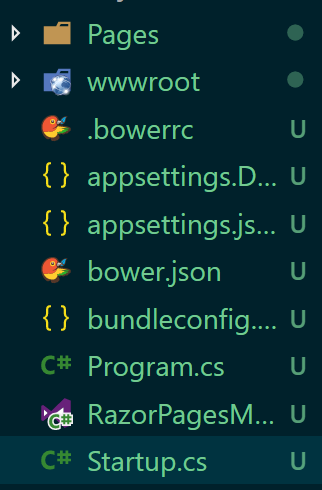 Pages
wwwroot
.bowerrc U
{ } appsettings.D... U
{ } appsettings.js... U
bower.json U
{ } bundleconfig.... U
C# Program.cs U
C# RazorPagesM... U
C# Startup.cs U